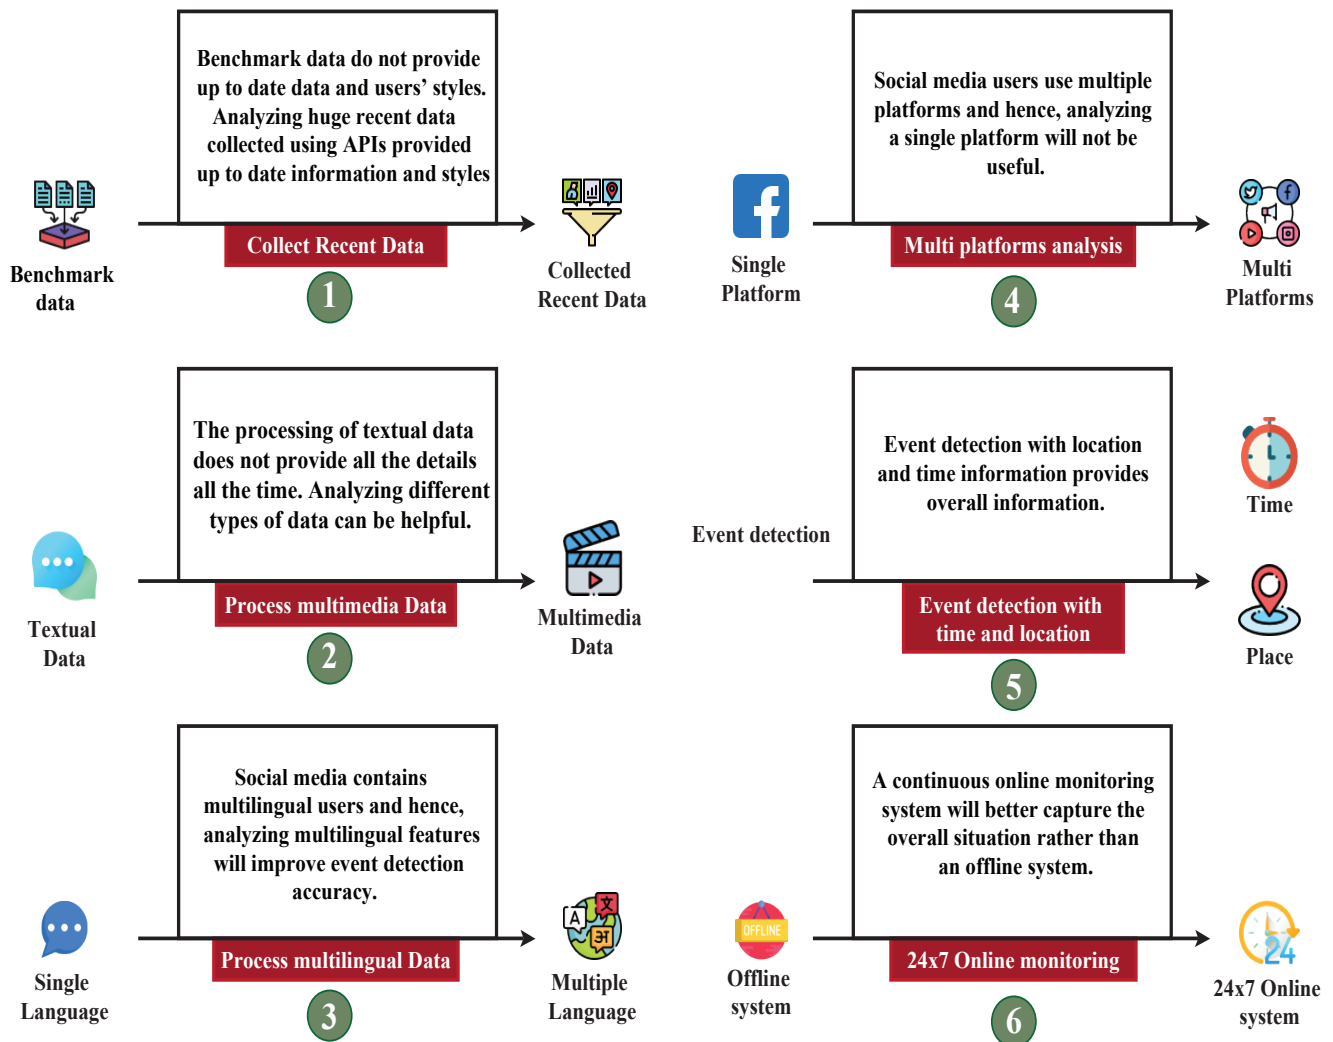 Benchmark data do not provide
up to date data and users' styles.
Analyzing huge recent data
collected using APIs provided
up to date information and styles
Benchmark
data
Collect Recent Data
Collected
Recent Data
1
Social media users use multiple
platforms and hence, analyzing
a single platform will not be
useful.
Single
Platform
Multi platforms analysis
Multi
Platforms
4
The processing of textual data
does not provide all the details
all the time. Analyzing different
types of data can be helpful.
Textual
Data
Process multimedia Data
Multimedia
Data
2
Event detection with location
and time information provides
overall information.
Event detection
Event detection with
time and location
Time
Place
5
Social media contains
multilingual users and hence,
analyzing multilingual features
will improve event detection
accuracy.
Single
Language
Process multilingual Data
A
文
अ
Multiple
Language
3
A continuous online monitoring
system will better capture the
overall situation rather than
an offline system.
OFFLINE
Offline
system
24x7 Online monitoring
24
24x7 Online
system
6